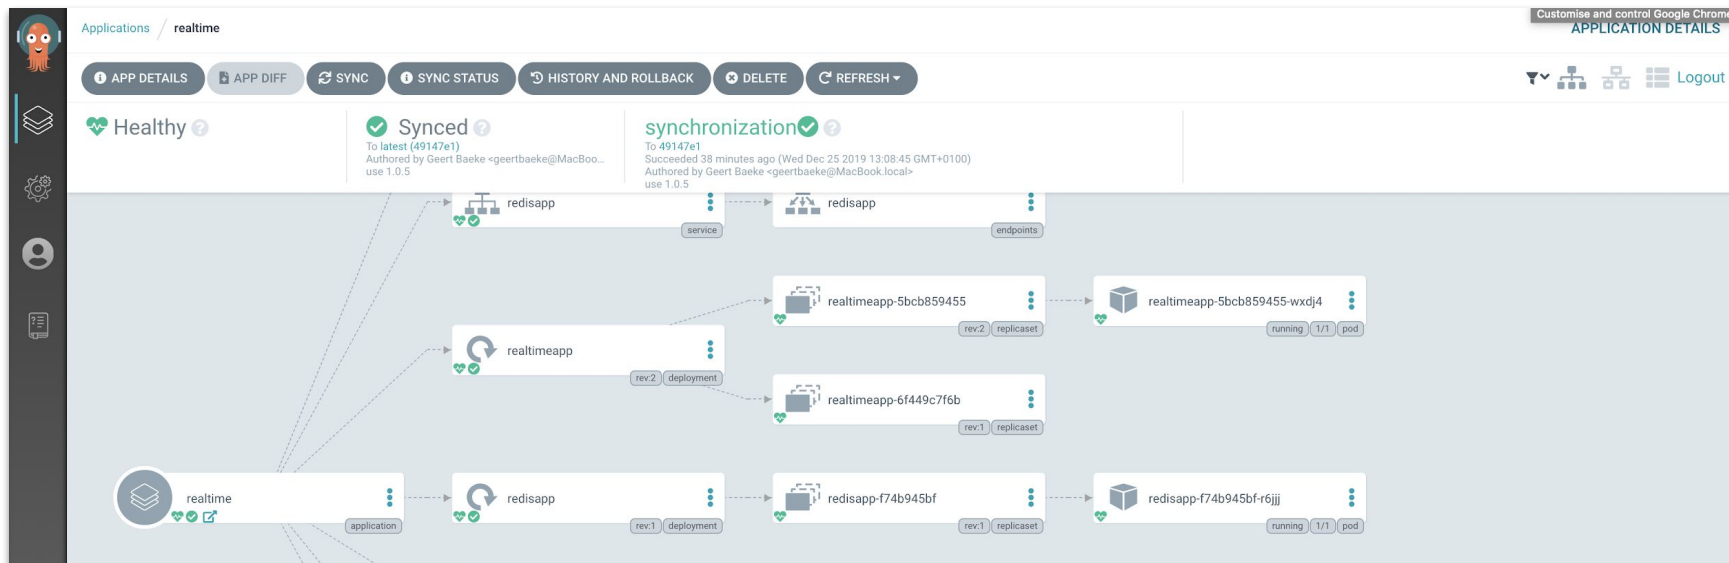 Customise and control Google Chrome
Applications / realtime
APPLICATION DETAILS
APP DETAILS
APP DIFF
SYNC
SYNC STATUS
HISTORY AND ROLLBACK
DELETE
REFRESH
Logout
Healthy
Synced
To latest (49147e1)
Authored by Geert Baeke <geertbaeke@MacBoo...
use 1.0.5
synchronization
To 49147e1
Succeeded 38 minutes ago (Wed Dec 25 2019 13:08:45 GMT+0100)
Authored by Geert Baeke <geertbaeke@MacBook.local>
use 1.0.5
redisapp
service
redisapp
endpoints
realtimeapp-5bcb859455
rev:2 replicaset
realtimeapp-5bcb859455-wxdj4
running 1/1 pod
realtimeapp
rev:2 deployment
realtimeapp-6f449c7f6b
rev:1 replicaset
realtime
application
redisapp
rev:1 deployment
redisapp-f74b945bf
rev:1 replicaset
redisapp-f74b945bf-r6jjj
running 1/1 pod